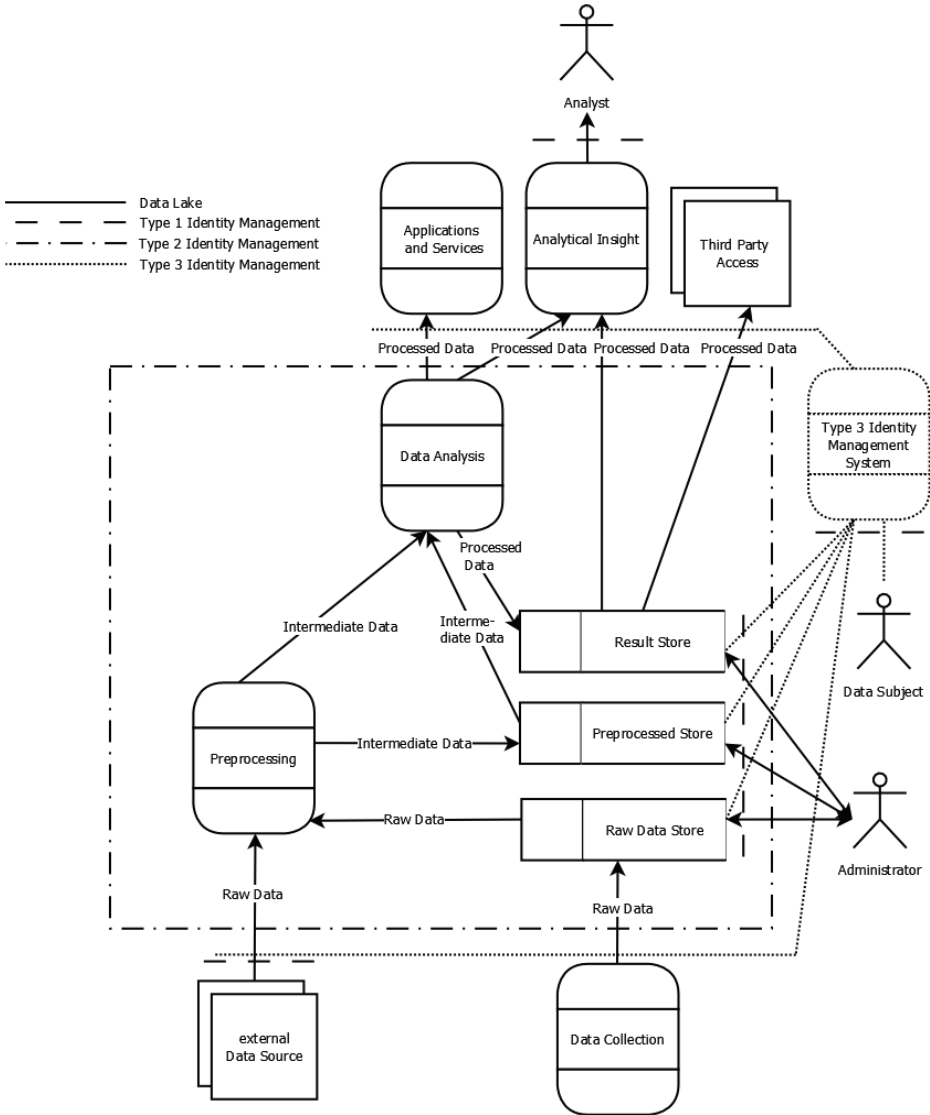 Analyst
Data Lake
Type 1 Identity Management
Type 2 Identity Management
Type 3 Identity Management
Applications
and Services
Analytical Insight
Third Party
Access
Processed Data
Processed Data
Processed Data
Processed Data
Type 3 Identity
Management
System
Data Analysis
Processed
Data
Intermediate Data
Interme-
diate Data
Result Store
Data Subject
Preprocessing
Intermediate Data
Preprocessed Store
Raw Data
Raw Data Store
Administrator
Raw Data
Raw Data
external
Data Source
Data Collection